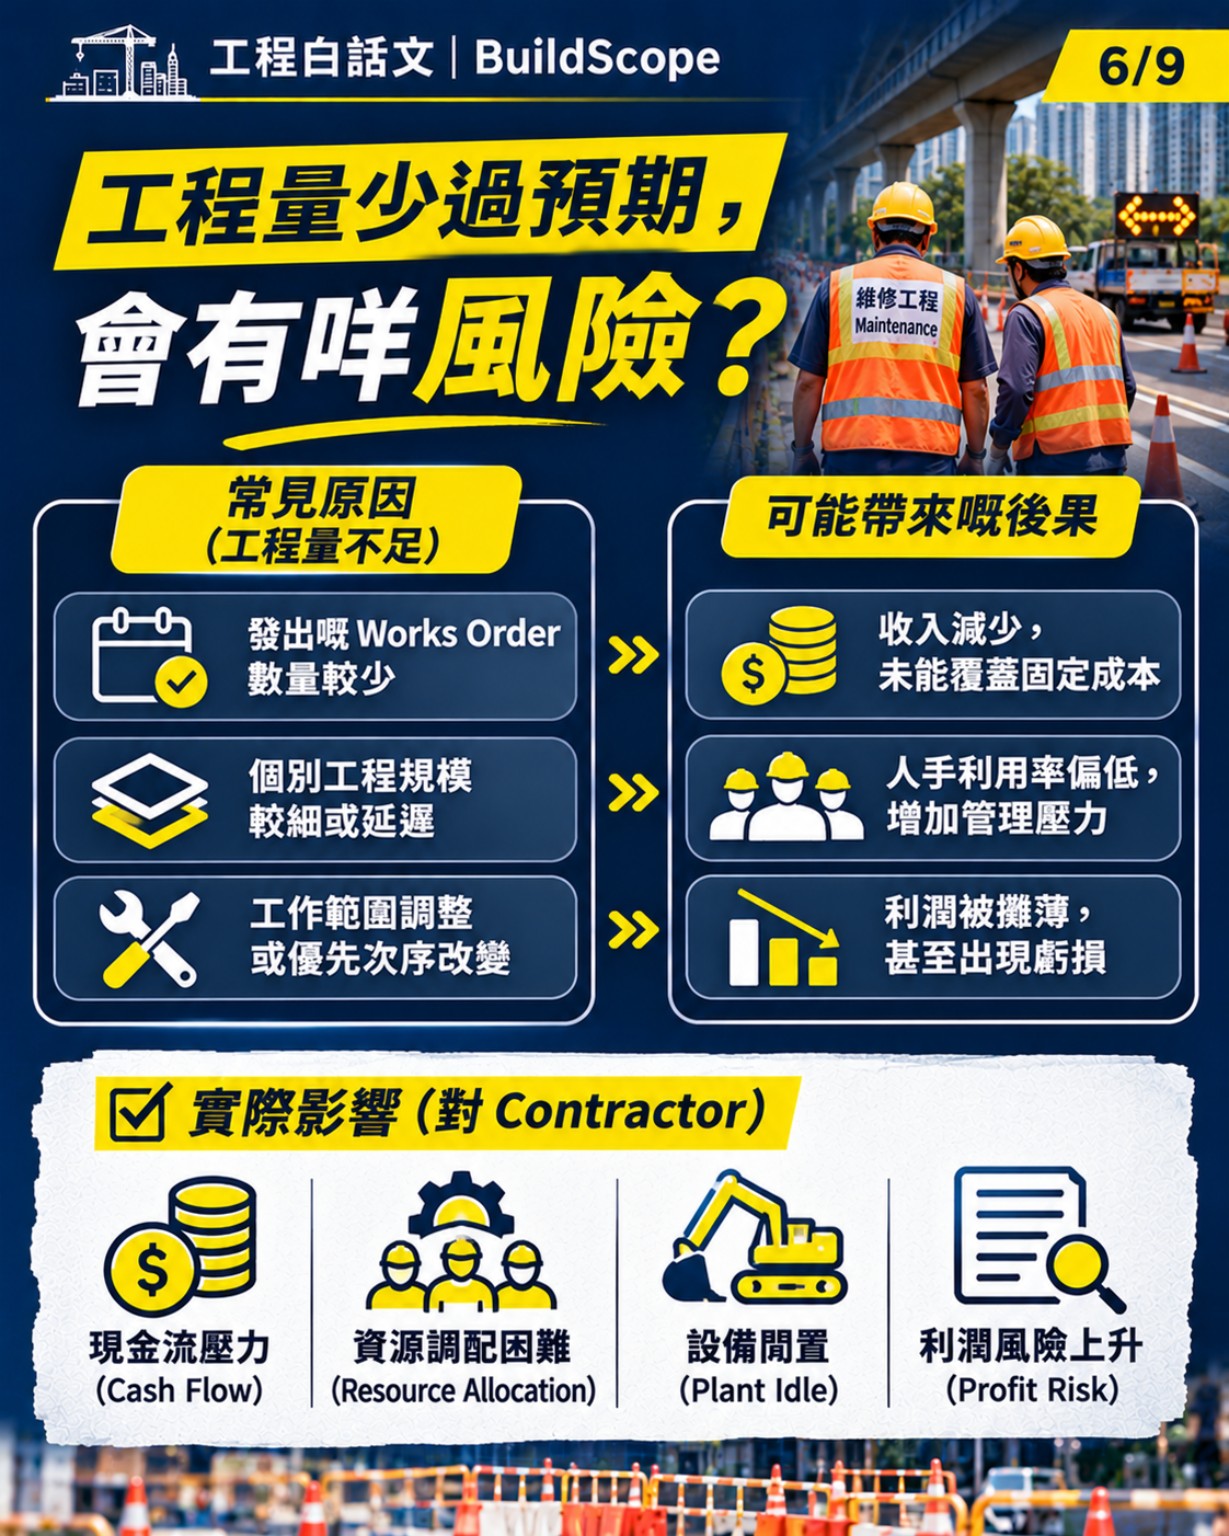 工程白話文｜BuildScope
6/9
工程量少過預期，
會有咩風險？
維修工程
Maintenance
常見原因
（工程量不足）
發出嘅 Works Order
數量較少
個別工程規模
較細或延遲
工作範圍調整
或優先次序改變
可能帶來嘅後果
收入減少，
未能覆蓋固定成本
人手利用率偏低，
增加管理壓力
利潤被攤薄，
甚至出現虧損
實際影響（對 Contractor）
現金流壓力
（Cash Flow）
資源調配困難
（Resource Allocation）
設備閒置
（Plant Idle）
利潤風險上升
（Profit Risk）